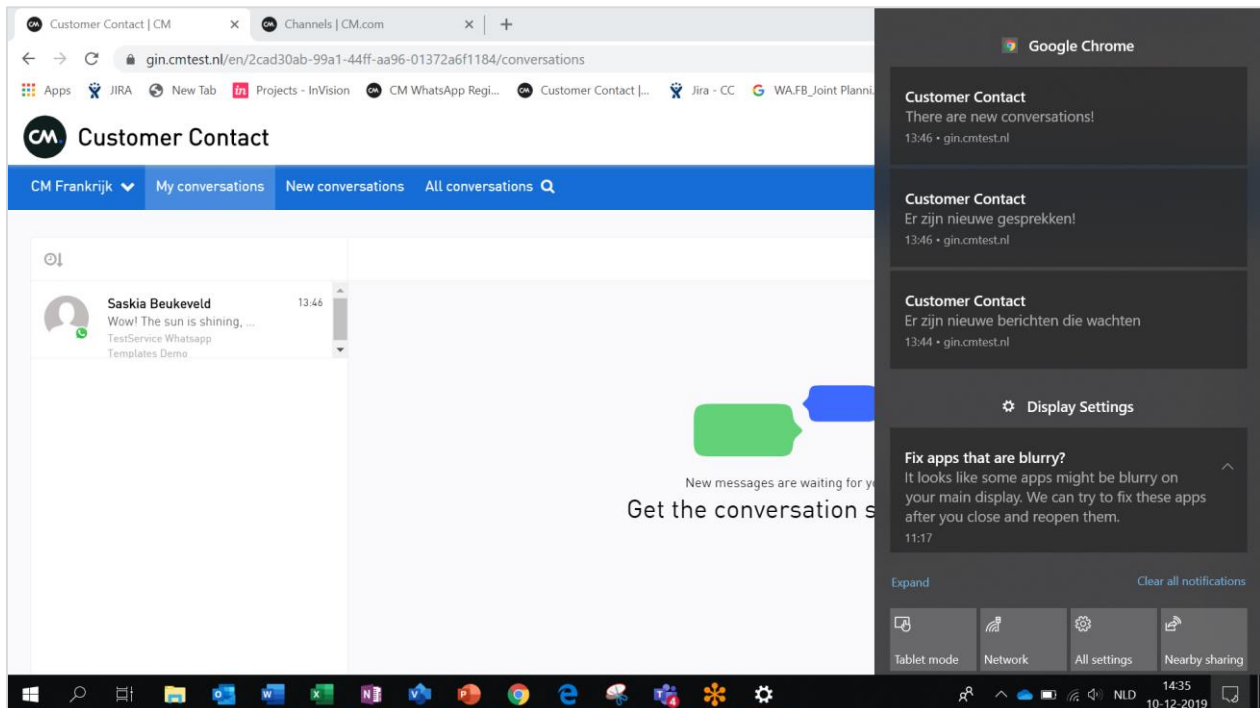 Customer Contact | CM
Channels | CM.com
gin.cmtest.nl/en/2cad30ab-99a1-44ff-aa96-01372a6f1184/conversations
Apps JIRA New Tab in Projects - InVision CM WhatsApp Regi... Customer Contact |... Jira - CC WA.FB_Joint Planni.
CM. Customer Contact
CM Frankrijk My conversations New conversations All conversations
Saskia Beukeveld 13:46
Wow! The sun is shining, ...
TestService Whatsapp
Templates Demo
New messages are waiting for yo
Get the conversation s
Google Chrome
Customer Contact
There are new conversations!
13:46 • gin.cmtest.nl
Customer Contact
Er zijn nieuwe gesprekken!
13:46 • gin.cmtest.nl
Customer Contact
Er zijn nieuwe berichten die wachten
13:44 • gin.cmtest.nl
Display Settings
Fix apps that are blurry?
It looks like some apps might be blurry on
your main display. We can try to fix these apps
after you close and reopen them.
11:17
Expand Clear all notifications
Tablet mode Network All settings Nearby sharing
4 NLD 14:35
10-12-2019